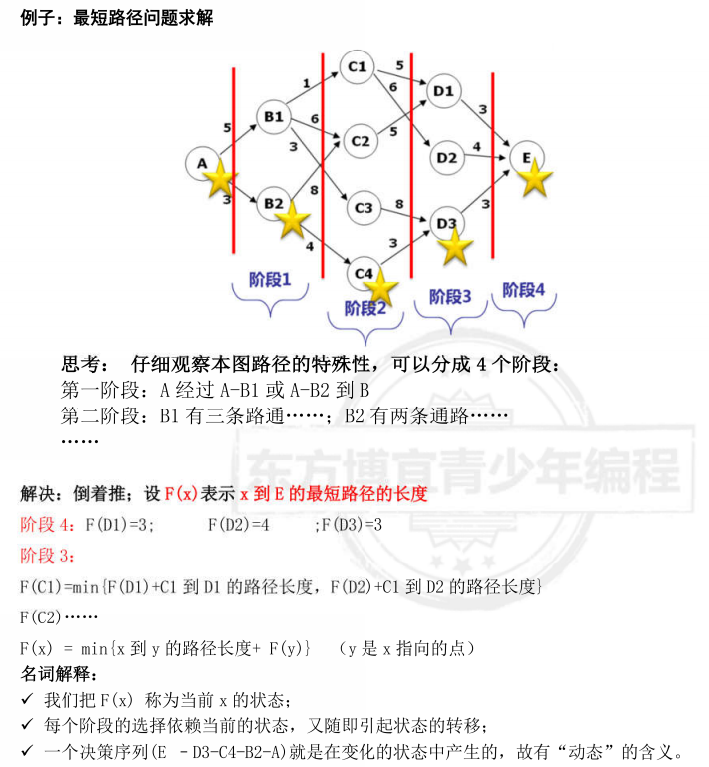 例子：最短路径问题求解
C1
5
D1
1
6
B1
6
3
5
C2
5
3
A
D2
4
E
3
B2
8
C3
8
D3
3
4
3
C4
阶段1
阶段2
阶段3
阶段4
思考： 仔细观察本图路径的特殊性，可以分成 4 个阶段：
第一阶段：A 经过 A-B1 或 A-B2 到 B
第二阶段：B1 有三条路通……；B2 有两条通路……
……
东方博宜青少年编程
解决：倒着推；设 F(x)表示 x 到 E 的最短路径的长度
阶段 4：F(D1)=3; F(D2)=4 ;F(D3)=3
阶段 3：
F(C1)=min{F(D1)+C1 到 D1 的路径长度，F(D2)+C1 到 D2 的路径长度}
F(C2)……
F(x) = min{x 到 y 的路径长度+ F(y)} （y 是 x 指向的点）
名词解释：
✓ 我们把 F(x) 称为当前 x 的状态；
✓ 每个阶段的选择依赖当前的状态，又随即引起状态的转移；
✓ 一个决策序列(E –D3-C4-B2-A)就是在变化的状态中产生的，故有“动态”的含义。